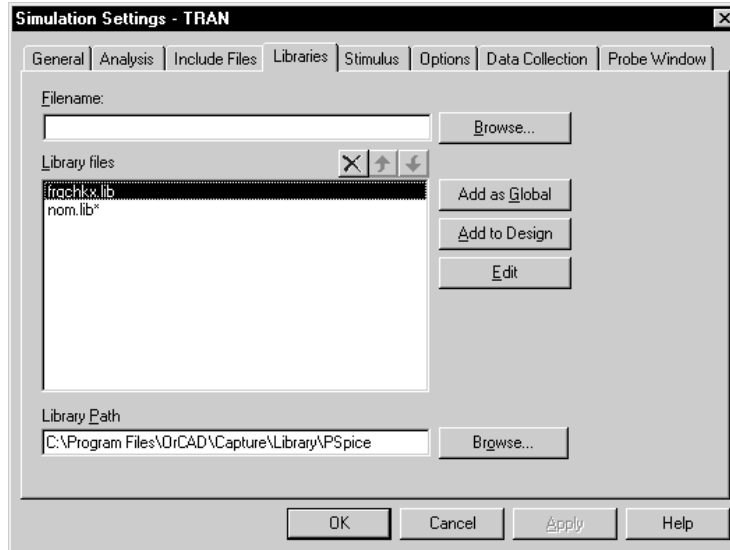 Simulation Settings - TRAN
General Analysis Include Files Libraries Stimulus Options Data Collection Probe Window
Filename:
Browse...
Library files
frqchkx.lib
nom.lib*
Add as Global
Add to Design
Edit
Library Path
C:\Program Files\OrCAD\Capture\Library\PSpice
Browse...
OK Cancel Apply Help